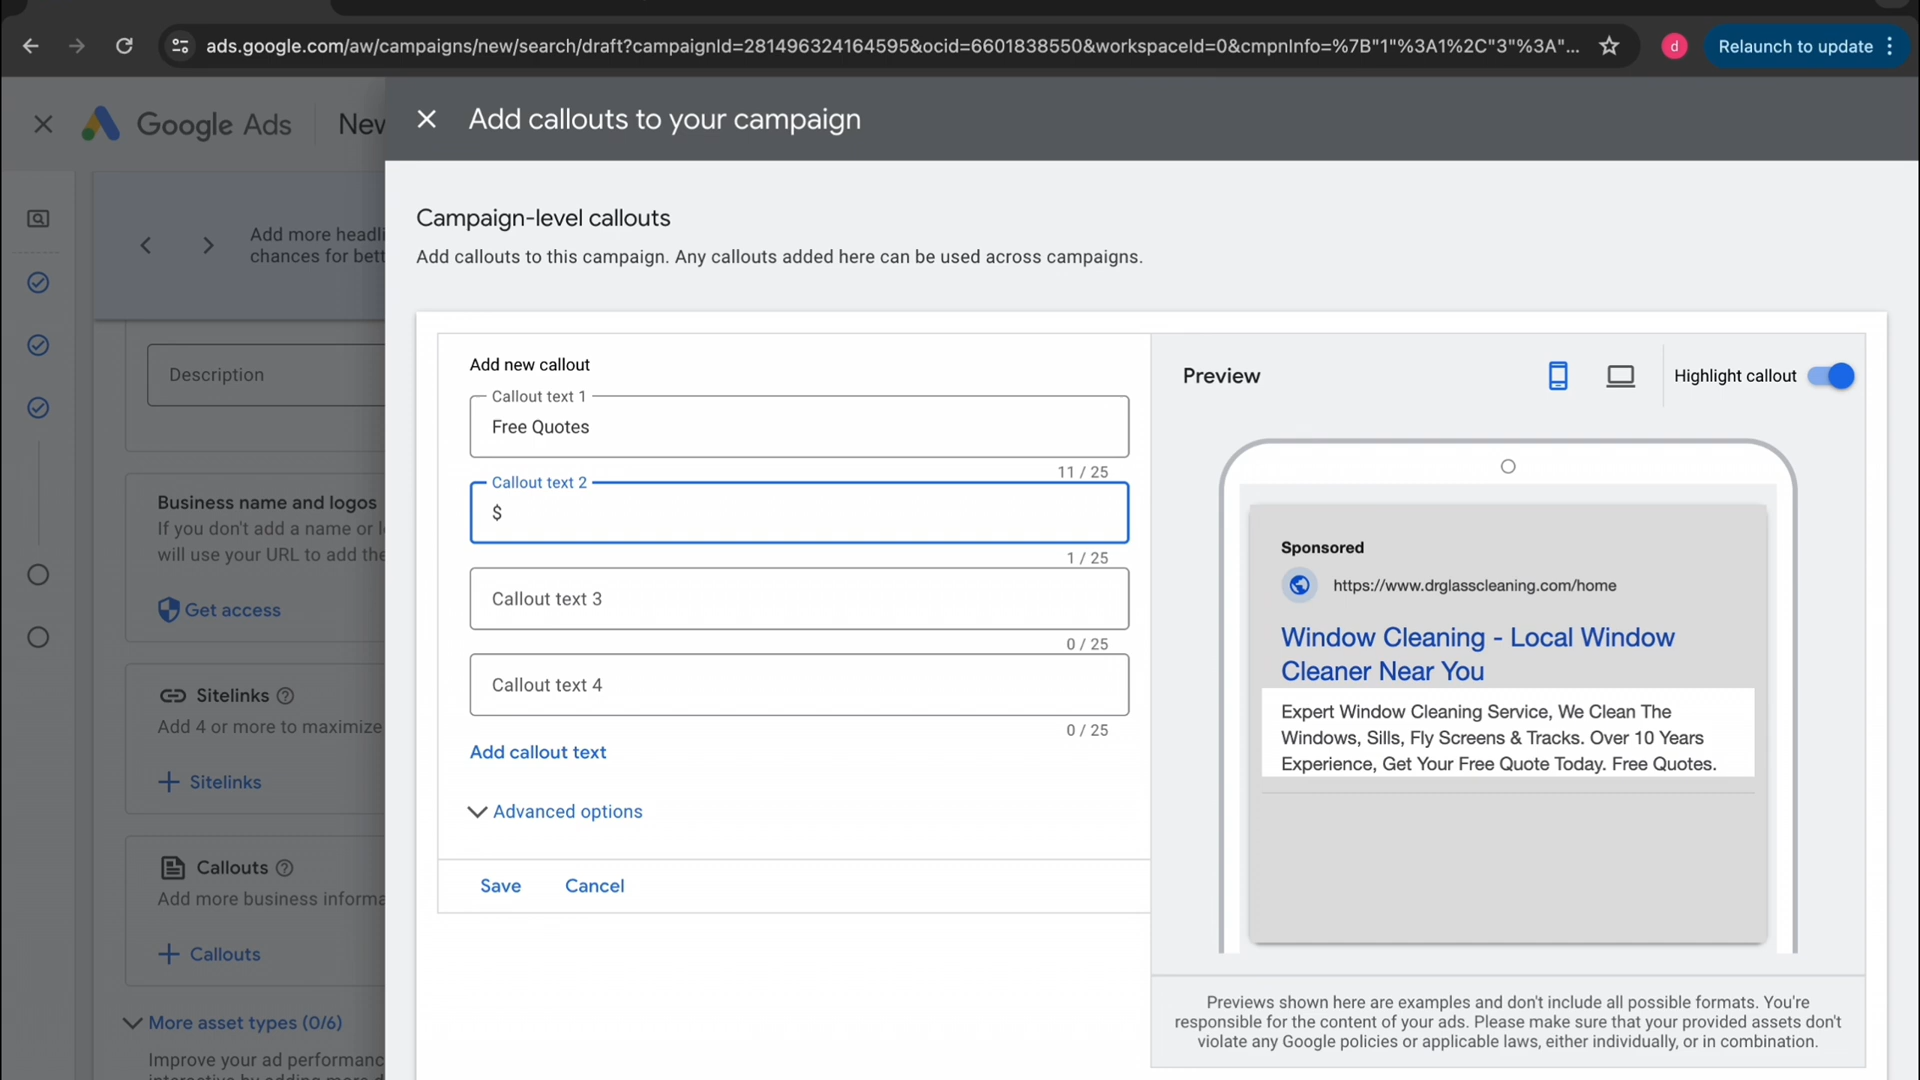 ads.google.com/aw/campaigns/new/search/draft?campaignId=281496324164595&ocid=6601838550&workspaceId=0&cmpnInfo=%7B"1"%3A1%2C"3"%3A"...
d
Relaunch to update
Google Ads
New
Add callouts to your campaign
Add more headli
chances for bett
Description
Business name and logos
If you don't add a name or l
will use your URL to add the
Get access
Sitelinks
Add 4 or more to maximize
Sitelinks
Callouts
Add more business informa
Callouts
More asset types (0/6)
Improve your ad performanc
Campaign-level callouts
Add callouts to this campaign. Any callouts added here can be used across campaigns.
Add new callout
Callout text 1
Free Quotes
11 / 25
Callout text 2
$
1 / 25
Callout text 3
0 / 25
Callout text 4
0 / 25
Add callout text
Advanced options
Save
Cancel
Preview
Highlight callout
Sponsored
https://www.drglasscleaning.com/home
Window Cleaning - Local Window
Cleaner Near You
Expert Window Cleaning Service, We Clean The
Windows, Sills, Fly Screens & Tracks. Over 10 Years
Experience, Get Your Free Quote Today. Free Quotes.
Previews shown here are examples and don't include all possible formats. You're
responsible for the content of your ads. Please make sure that your provided assets don't
violate any Google policies or applicable laws, either individually, or in combination.